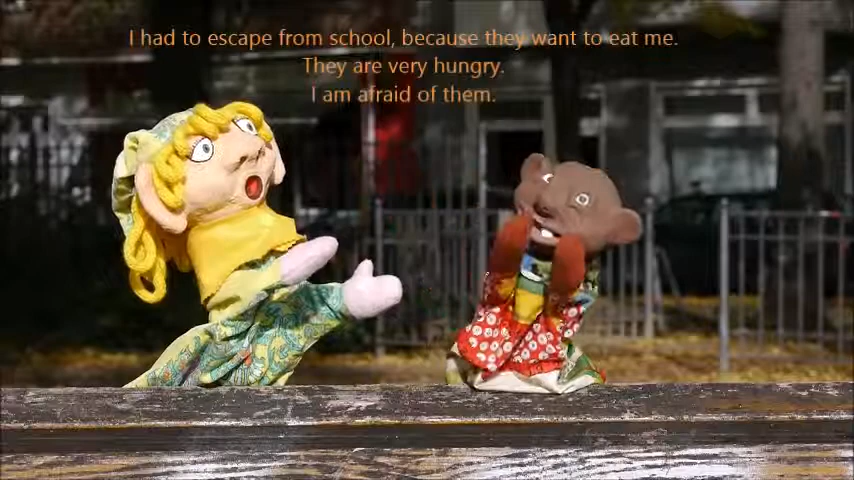 I had to escape from school, because they want to eat me.
They are very hungry.
I am afraid of them.